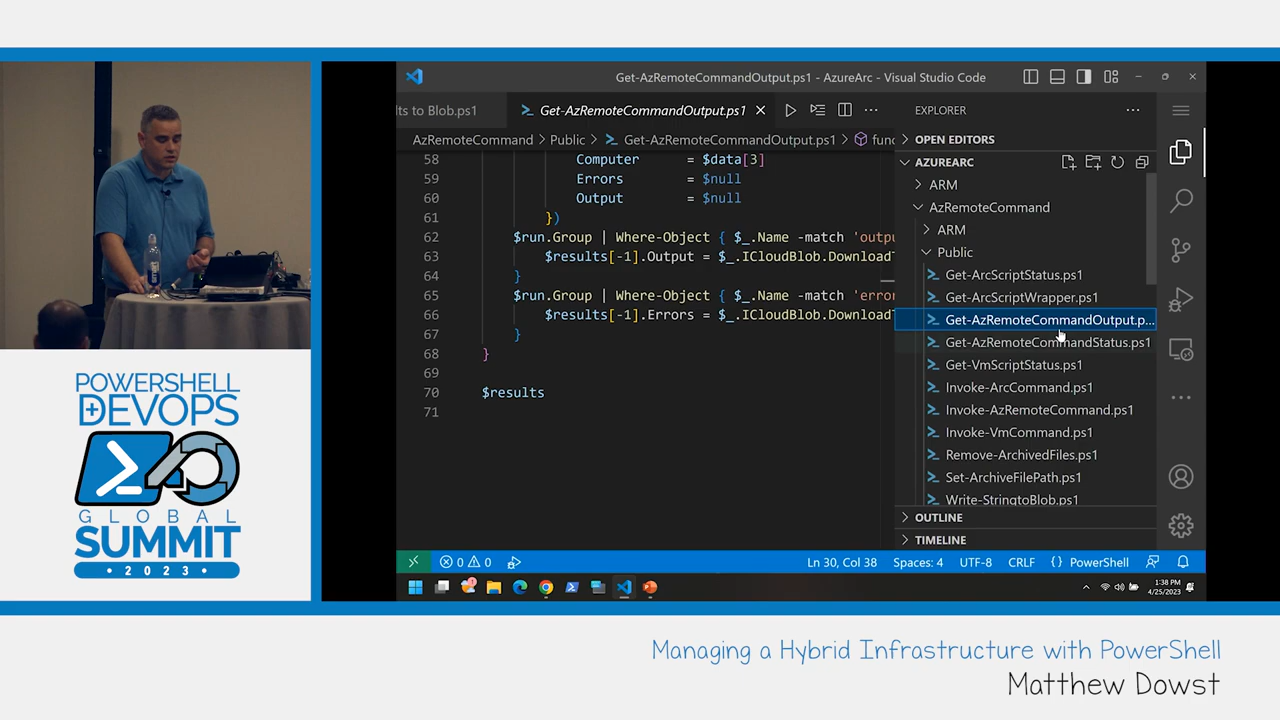 Get-AzRemoteCommandOutput.ps1 - AzureArc - Visual Studio Code
lts to Blob.ps1
Get-AzRemoteCommandOutput.ps1
AzRemoteCommand > Public > Get-AzRemoteCommandOutput.ps1 > func
58 Computer = $data[3]
59 Errors = $null
60 Output = $null
61 })
62 $run.Group | Where-Object { $_.Name -match 'outpu
63 $results[-1].Output = $_.ICloudBlob.DownloadT
64 }
65 $run.Group | Where-Object { $_.Name -match 'error
66 $results[-1].Errors = $_.ICloudBlob.DownloadT
67 }
68 }
69
70 $results
71
EXPLORER
OPEN EDITORS
AZUREARC
ARM
AzRemoteCommand
ARM
Public
Get-ArcScriptStatus.ps1
Get-ArcScriptWrapper.ps1
Get-AzRemoteCommandOutput.p...
Get-AzRemoteCommandStatus.ps1
Get-VmScriptStatus.ps1
Invoke-ArcCommand.ps1
Invoke-AzRemoteCommand.ps1
Invoke-VmCommand.ps1
Remove-ArchivedFiles.ps1
Set-ArchiveFilePath.ps1
Write-StringtoBlob.ps1
OUTLINE
TIMELINE
0 0
Ln 30, Col 38 Spaces: 4 UTF-8 CRLF {} PowerShell
1:38 PM
4/25/2023
POWERSHELL
+DEVOPS
GLOBAL
SUMMIT
2023
Managing a Hybrid Infrastructure with PowerShell
Matthew Dowst